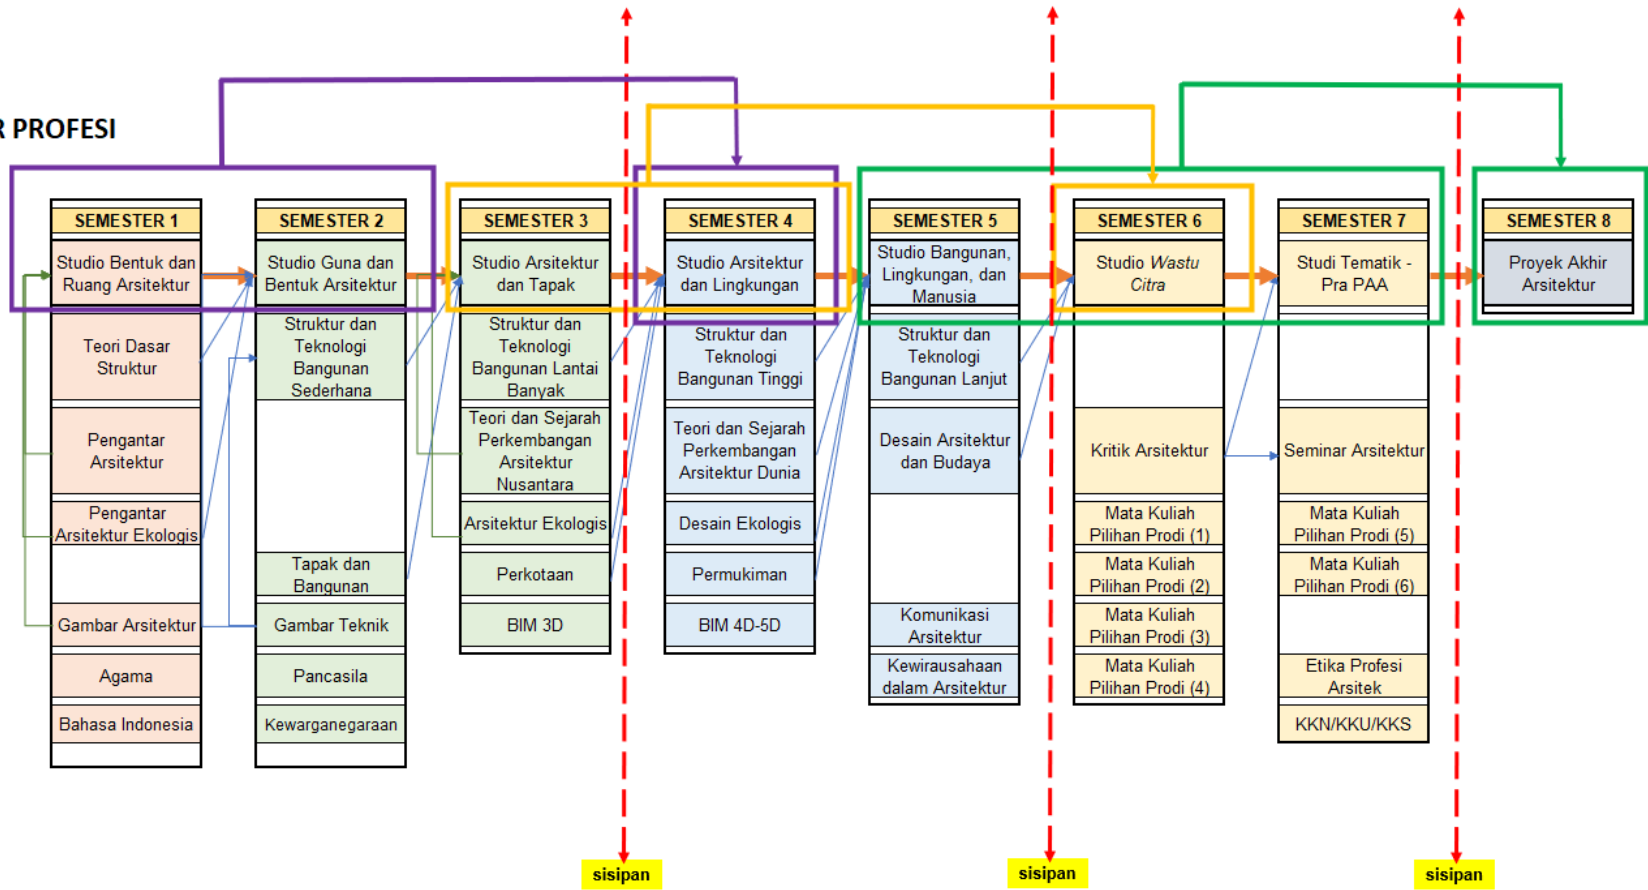 R PROFESI
SEMESTER 1
Studio Bentuk dan
Ruang Arsitektur
Teori Dasar
Struktur
Pengantar
Arsitektur
Pengantar
Arsitektur Ekologis
Gambar Arsitektur
Agama
Bahasa Indonesia
SEMESTER 2
Studio Guna dan
Bentuk Arsitektur
Struktur dan
Teknologi
Bangunan
Sederhana
Tapak dan
Bangunan
Gambar Teknik
Pancasila
Kewarganegaraan
SEMESTER 3
Studio Arsitektur
dan Tapak
Struktur dan
Teknologi
Bangunan Lantai
Banyak
Teori dan Sejarah
Perkembangan
Arsitektur
Nusantara
Arsitektur Ekologis
Perkotaan
BIM 3D
SEMESTER 4
Studio Arsitektur
dan Lingkungan
Struktur dan
Teknologi
Bangunan Tinggi
Teori dan Sejarah
Perkembangan
Arsitektur Dunia
Desain Ekologis
Permukiman
BIM 4D-5D
SEMESTER 5
Studio Bangunan,
Lingkungan, dan
Manusia
Struktur dan
Teknologi
Bangunan Lanjut
Desain Arsitektur
dan Budaya
Komunikasi
Arsitektur
Kewirausahaan
dalam Arsitektur
SEMESTER 6
Studio Wastu
Citra
Kritik Arsitektur
Mata Kuliah
Pilihan Prodi (1)
Mata Kuliah
Pilihan Prodi (2)
Mata Kuliah
Pilihan Prodi (3)
Mata Kuliah
Pilihan Prodi (4)
SEMESTER 7
Studi Tematik -
Pra PAA
Seminar Arsitektur
Mata Kuliah
Pilihan Prodi (5)
Mata Kuliah
Pilihan Prodi (6)
Etika Profesi
Arsitek
KKN/KKU/KKS
SEMESTER 8
Proyek Akhir
Arsitektur
sisipan
sisipan
sisipan